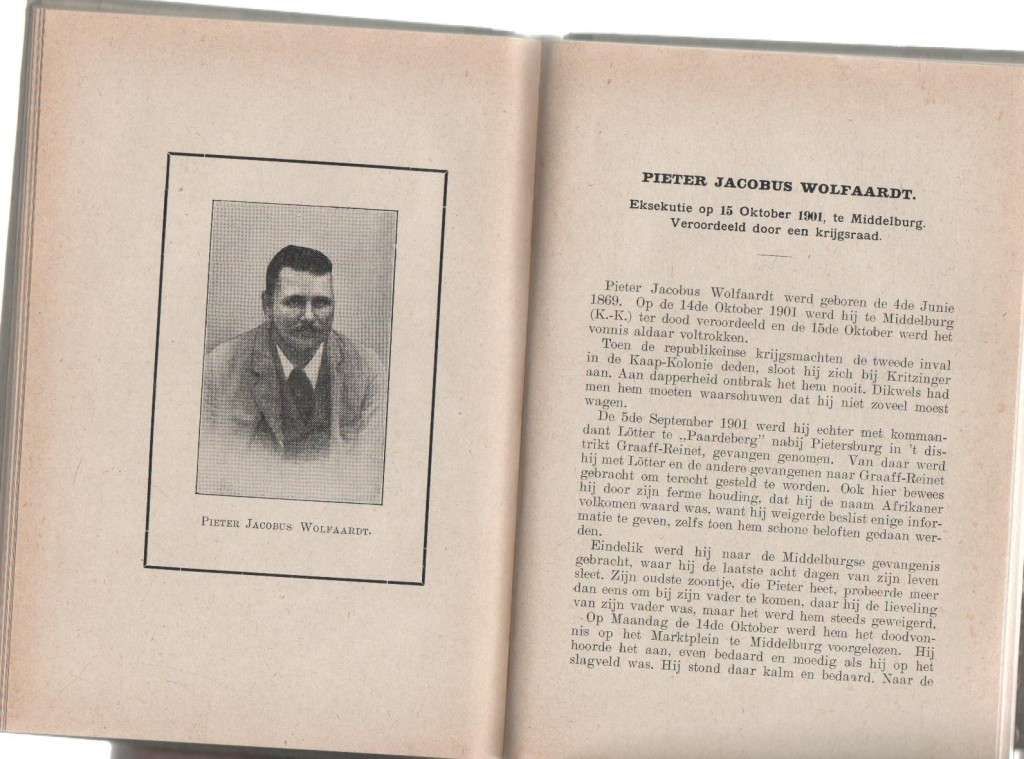 PIETER JACOBUS WOLFAARDT.
PIETER JACOBUS WOLFAARDT.
Eksekutie op 15 Oktober 1901, te Middelburg.
Veroordeeld door een krijgsraad.
Pieter Jacobus Wolfaardt werd geboren de 4de Junie
1869. Op de 14de Oktober 1901 werd hij te Middelburg
(K.-K.) ter dood veroordeeld en de 15de Oktober werd het
vonnis aldaar voltrokken.
Toen de republikeinse krijgsmachten de tweede inval
in de Kaap-Kolonie deden, sloot hij zich bij Kritzinger
aan. Aan dapperheid ontbrak het hem nooit. Dikwels had
men hem moeten waarschuwen dat hij niet zoveel moest
wagen.
De 5de September 1901 werd hij echter met komman-
dant Lötter te „Paardeberg" nabij Pietersburg in 't dis-
trikt Graaff-Reinet, gevangen genomen. Van daar werd
hij met Lötter en de andere gevangenen naar Graaff-Reinet
gebracht om terecht gesteld te worden. Ook hier bewees
hij door zijn ferme houding, dat hij de naam Afrikaner
volkomen waard was, want hij weigerde beslist enige infor-
matie te geven, zelfs toen hem schone beloften gedaan wer-
den.
Eindelik werd hij naar de Middelburgse gevangenis
gebracht, waar hij de laatste acht dagen van zijn leven
sleet. Zijn oudste zoontje, die Pieter heet, probeerde meer
dan eens om bij zijn vader te komen, daar hij de lieveling
van zijn vader was, maar het werd hem steeds geweigerd.
Op Maandag de 14de Oktober werd hem het doodvon-
nis op het Marktplein te Middelburg voorgelezen. Hij
hoorde het aan, even bedaard en moedig als hij op het
slagveld was. Hij stond daar kalm en bedaard. Naar de